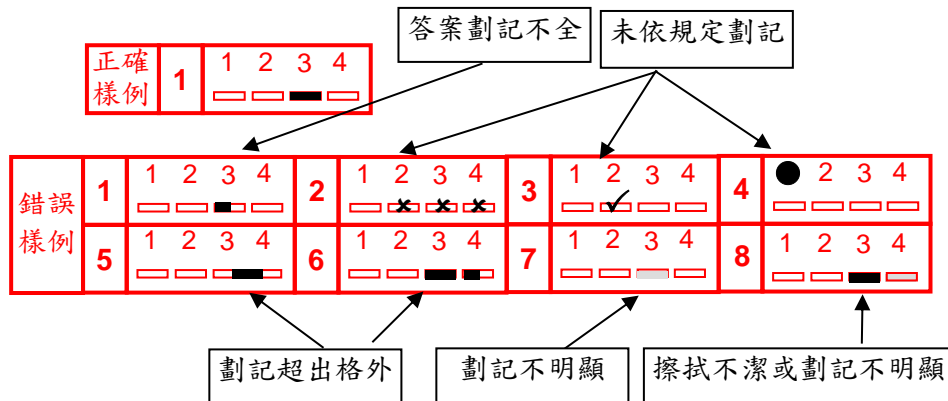 答案劃記不全
未依規定劃記
正確樣例
1
1 2 3 4
錯誤樣例
1
1 2 3 4
2
1 2 3 4
3
1 2 3 4
4
2 3 4
5
1 2 3 4
6
1 2 3 4
7
1 2 3 4
8
1 2 3 4
劃記超出格外
劃記不明顯
擦拭不潔或劃記不明顯